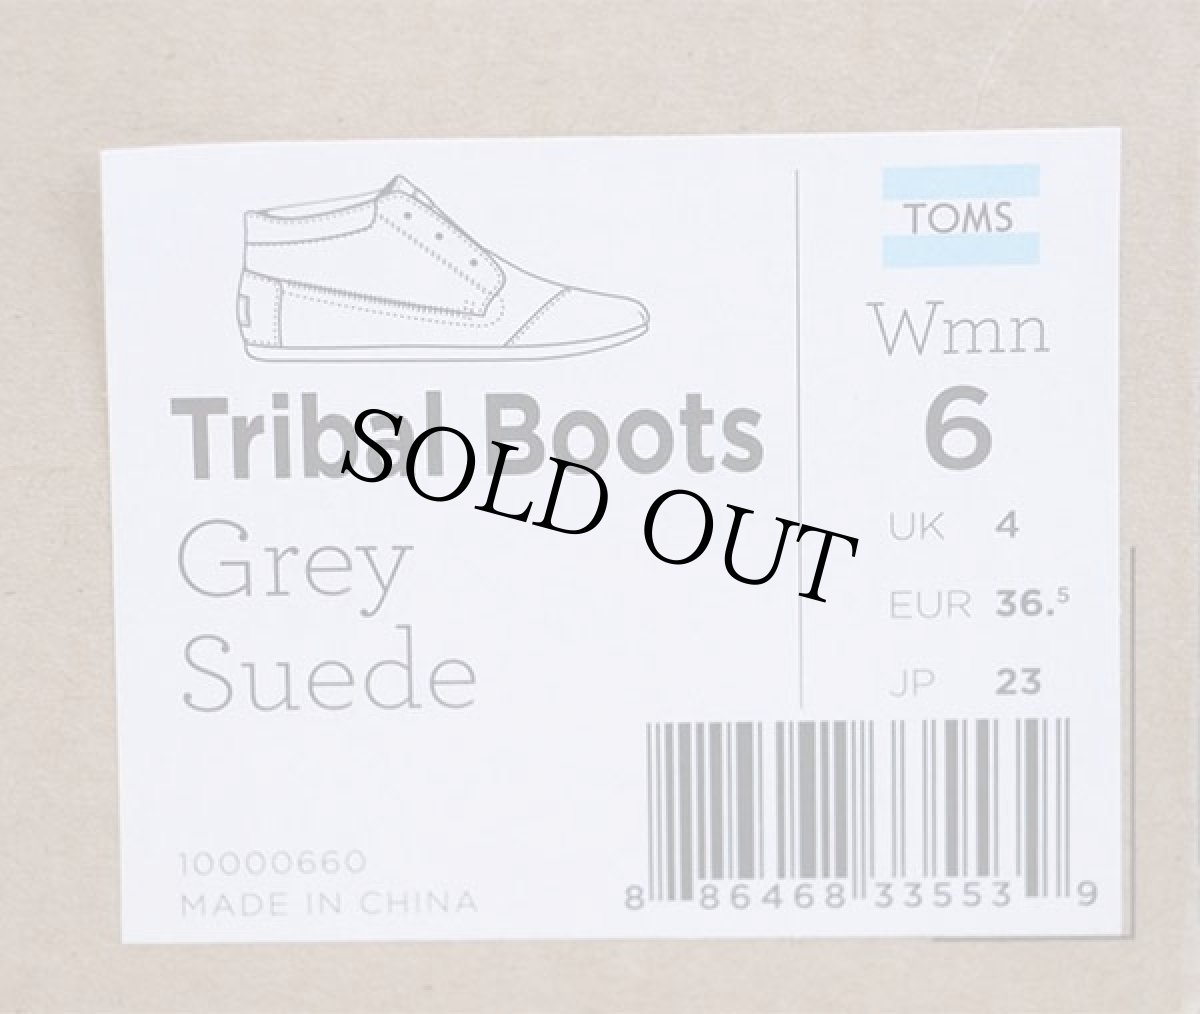 TOMS
Wmn
Tribal Boots
6
SOLD OUT
Grey
Suede
UK 4
EUR 36.⁵
JP 23
10000660
MADE IN CHINA
8 86468 33553 9